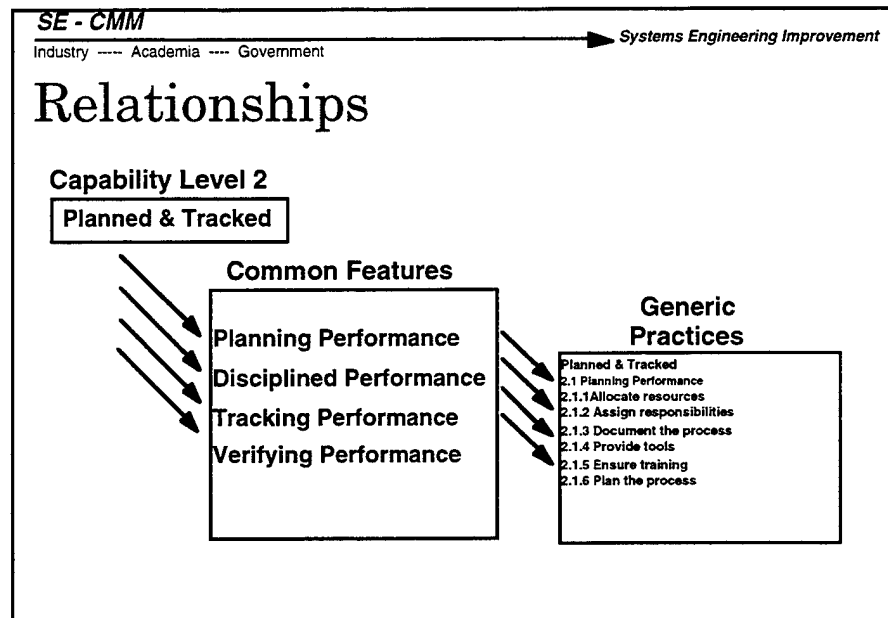 SE - CMM
Systems Engineering Improvement
Industry ----- Academia ---- Government
Relationships
Capability Level 2
Planned & Tracked
Common Features
Planning Performance
Disciplined Performance
Tracking Performance
Verifying Performance
Generic
Practices
Planned & Tracked
2.1 Planning Performance
2.1.1Allocate resources
2.1.2 Assign responsibilities
2.1.3 Document the process
2.1.4 Provide tools
2.1.5 Ensure training
2.1.6 Plan the process